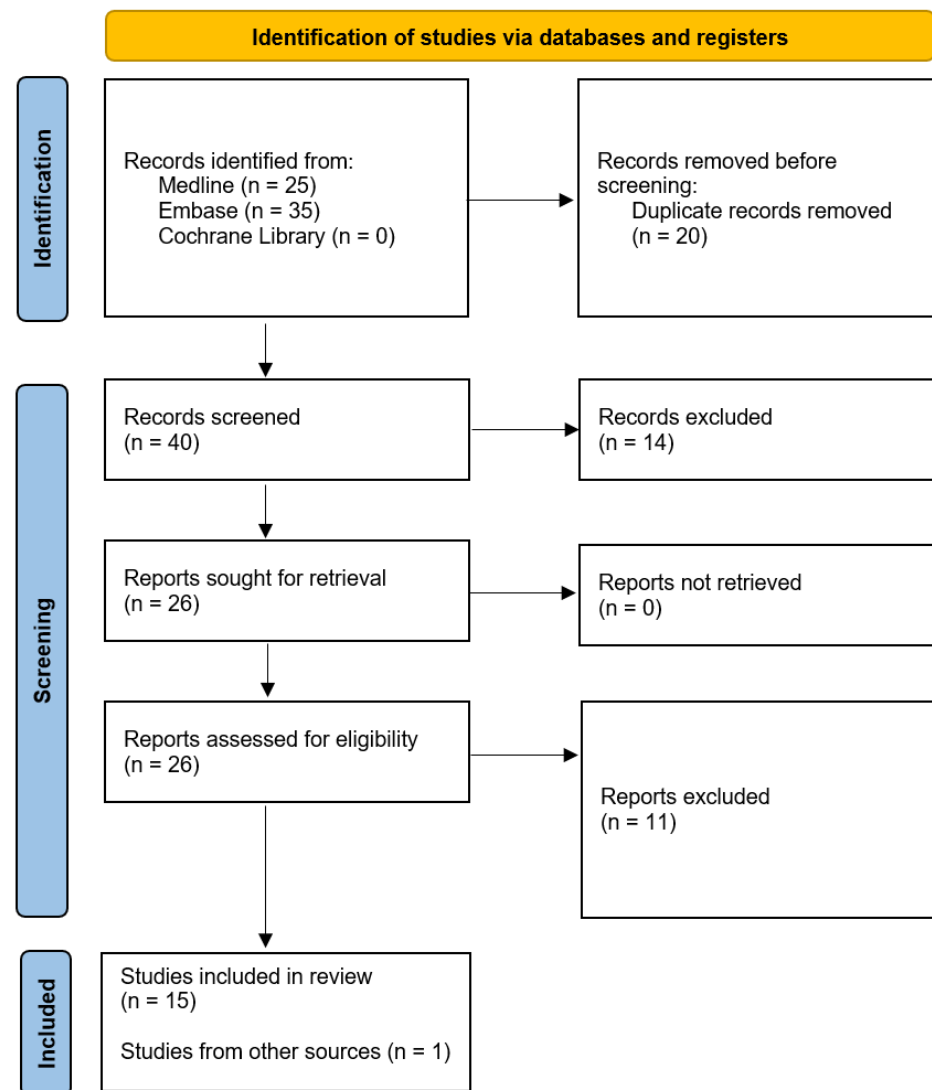 Identification of studies via databases and registers
Identification
Records identified from:
Medline (n = 25)
Embase (n = 35)
Cochrane Library (n = 0)
Records removed before
screening:
Duplicate records removed
(n = 20)
Screening
Records screened
(n = 40)
Records excluded
(n = 14)
Reports sought for retrieval
(n = 26)
Reports not retrieved
(n = 0)
Reports assessed for eligibility
(n = 26)
Reports excluded
(n = 11)
Included
Studies included in review
(n = 15)
Studies from other sources (n = 1)